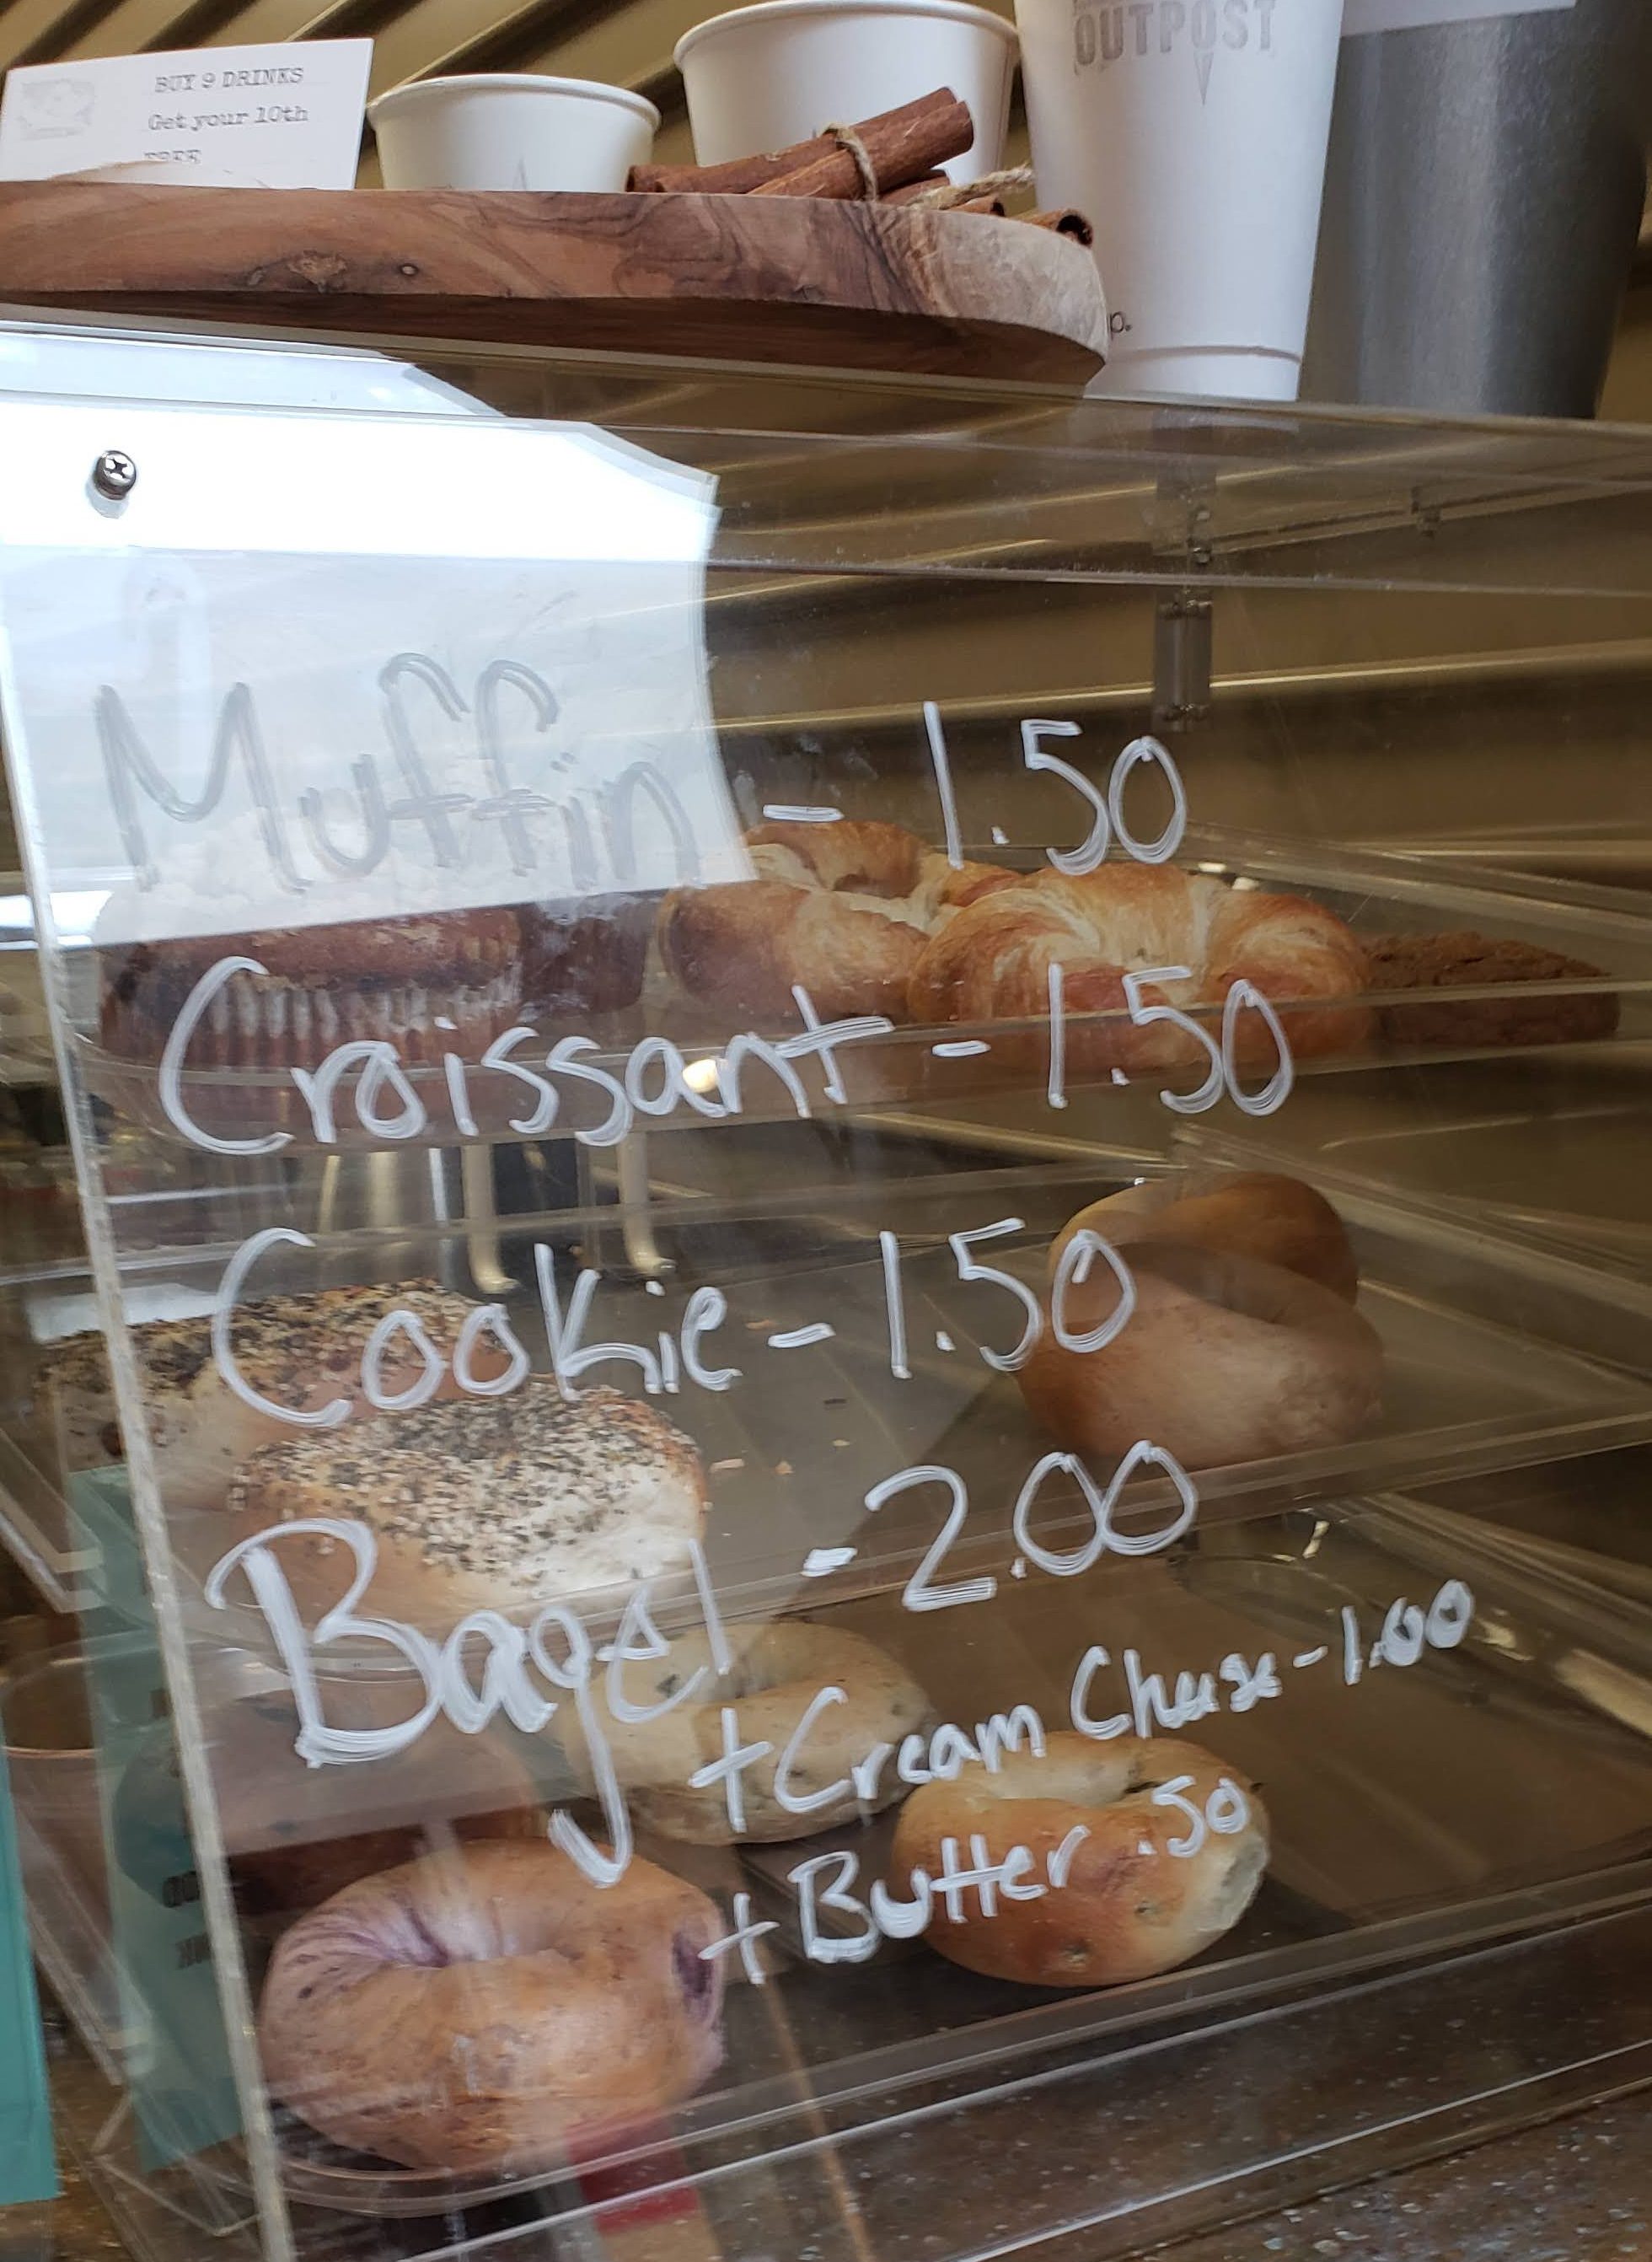 BUY 9 DRINKS
Get your 10th
FREE
OUTPOST
Muffin - 1.50
Croissant - 1.50
Cookie - 1.50
Bagel - 2.00
+ Cream Cheese - 1.00
+ Butter .50